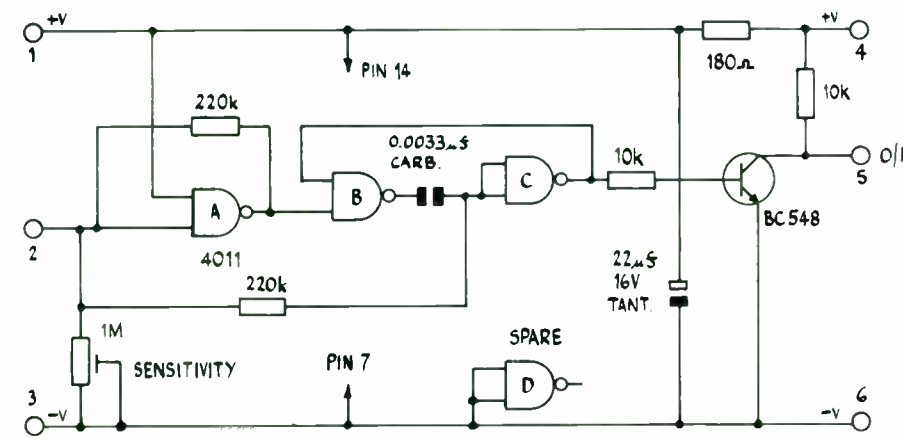 +V
+V
1
4
180Ω
PIN 14
10k
220k
0.0033µf
CARB.
10k
O/P
5
A
B
C
BC548
2
4011
22µf
16V
TANT.
220k
1M
SENSITIVITY
PIN 7
SPARE
D
3
-V
-V
6